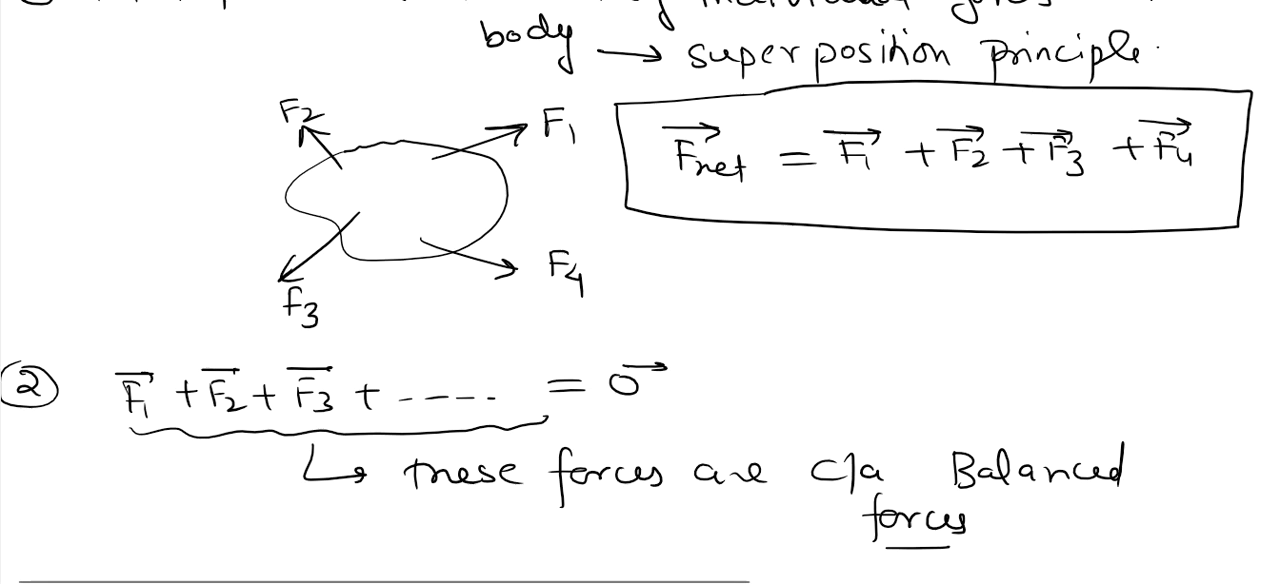 body → superposition principle.
F2
F1
F⃗net = F⃗1 + F⃗2 + F⃗3 + F⃗4
F4
f3
② F⃗1 + F⃗2 + F⃗3 + ----- = 0⃗
↳ these forces are c/a Balanced
forces